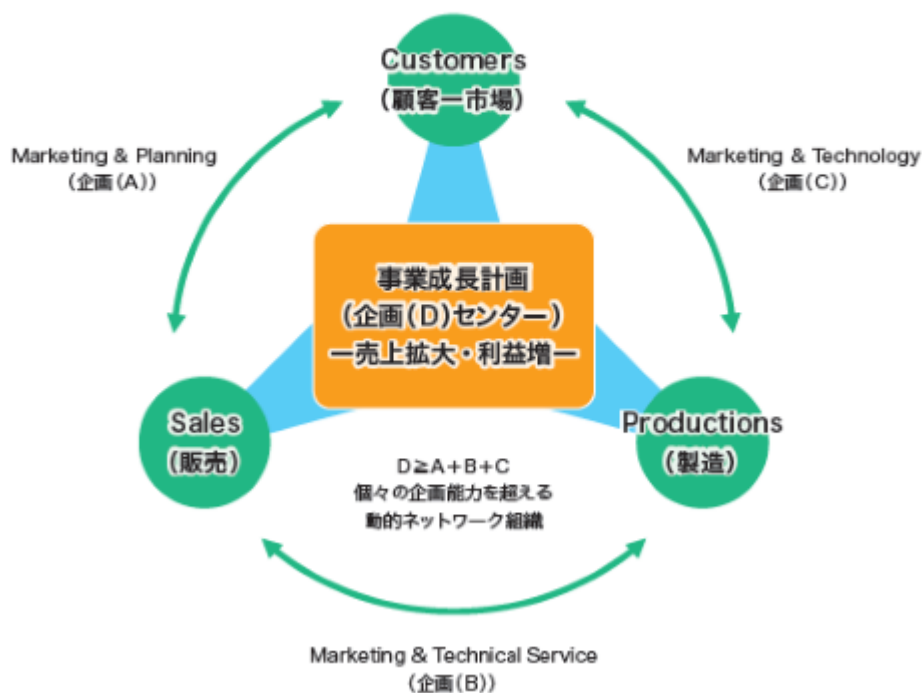 Customers
（顧客ー市場）
Marketing & Planning
（企画（A））
Marketing & Technology
（企画（C））
事業成長計画
（企画（D）センター）
ー売上拡大・利益増ー
Sales
（販売）
Productions
（製造）
D≧A＋B＋C
個々の企画能力を超える
動的ネットワーク組織
Marketing & Technical Service
（企画（B））